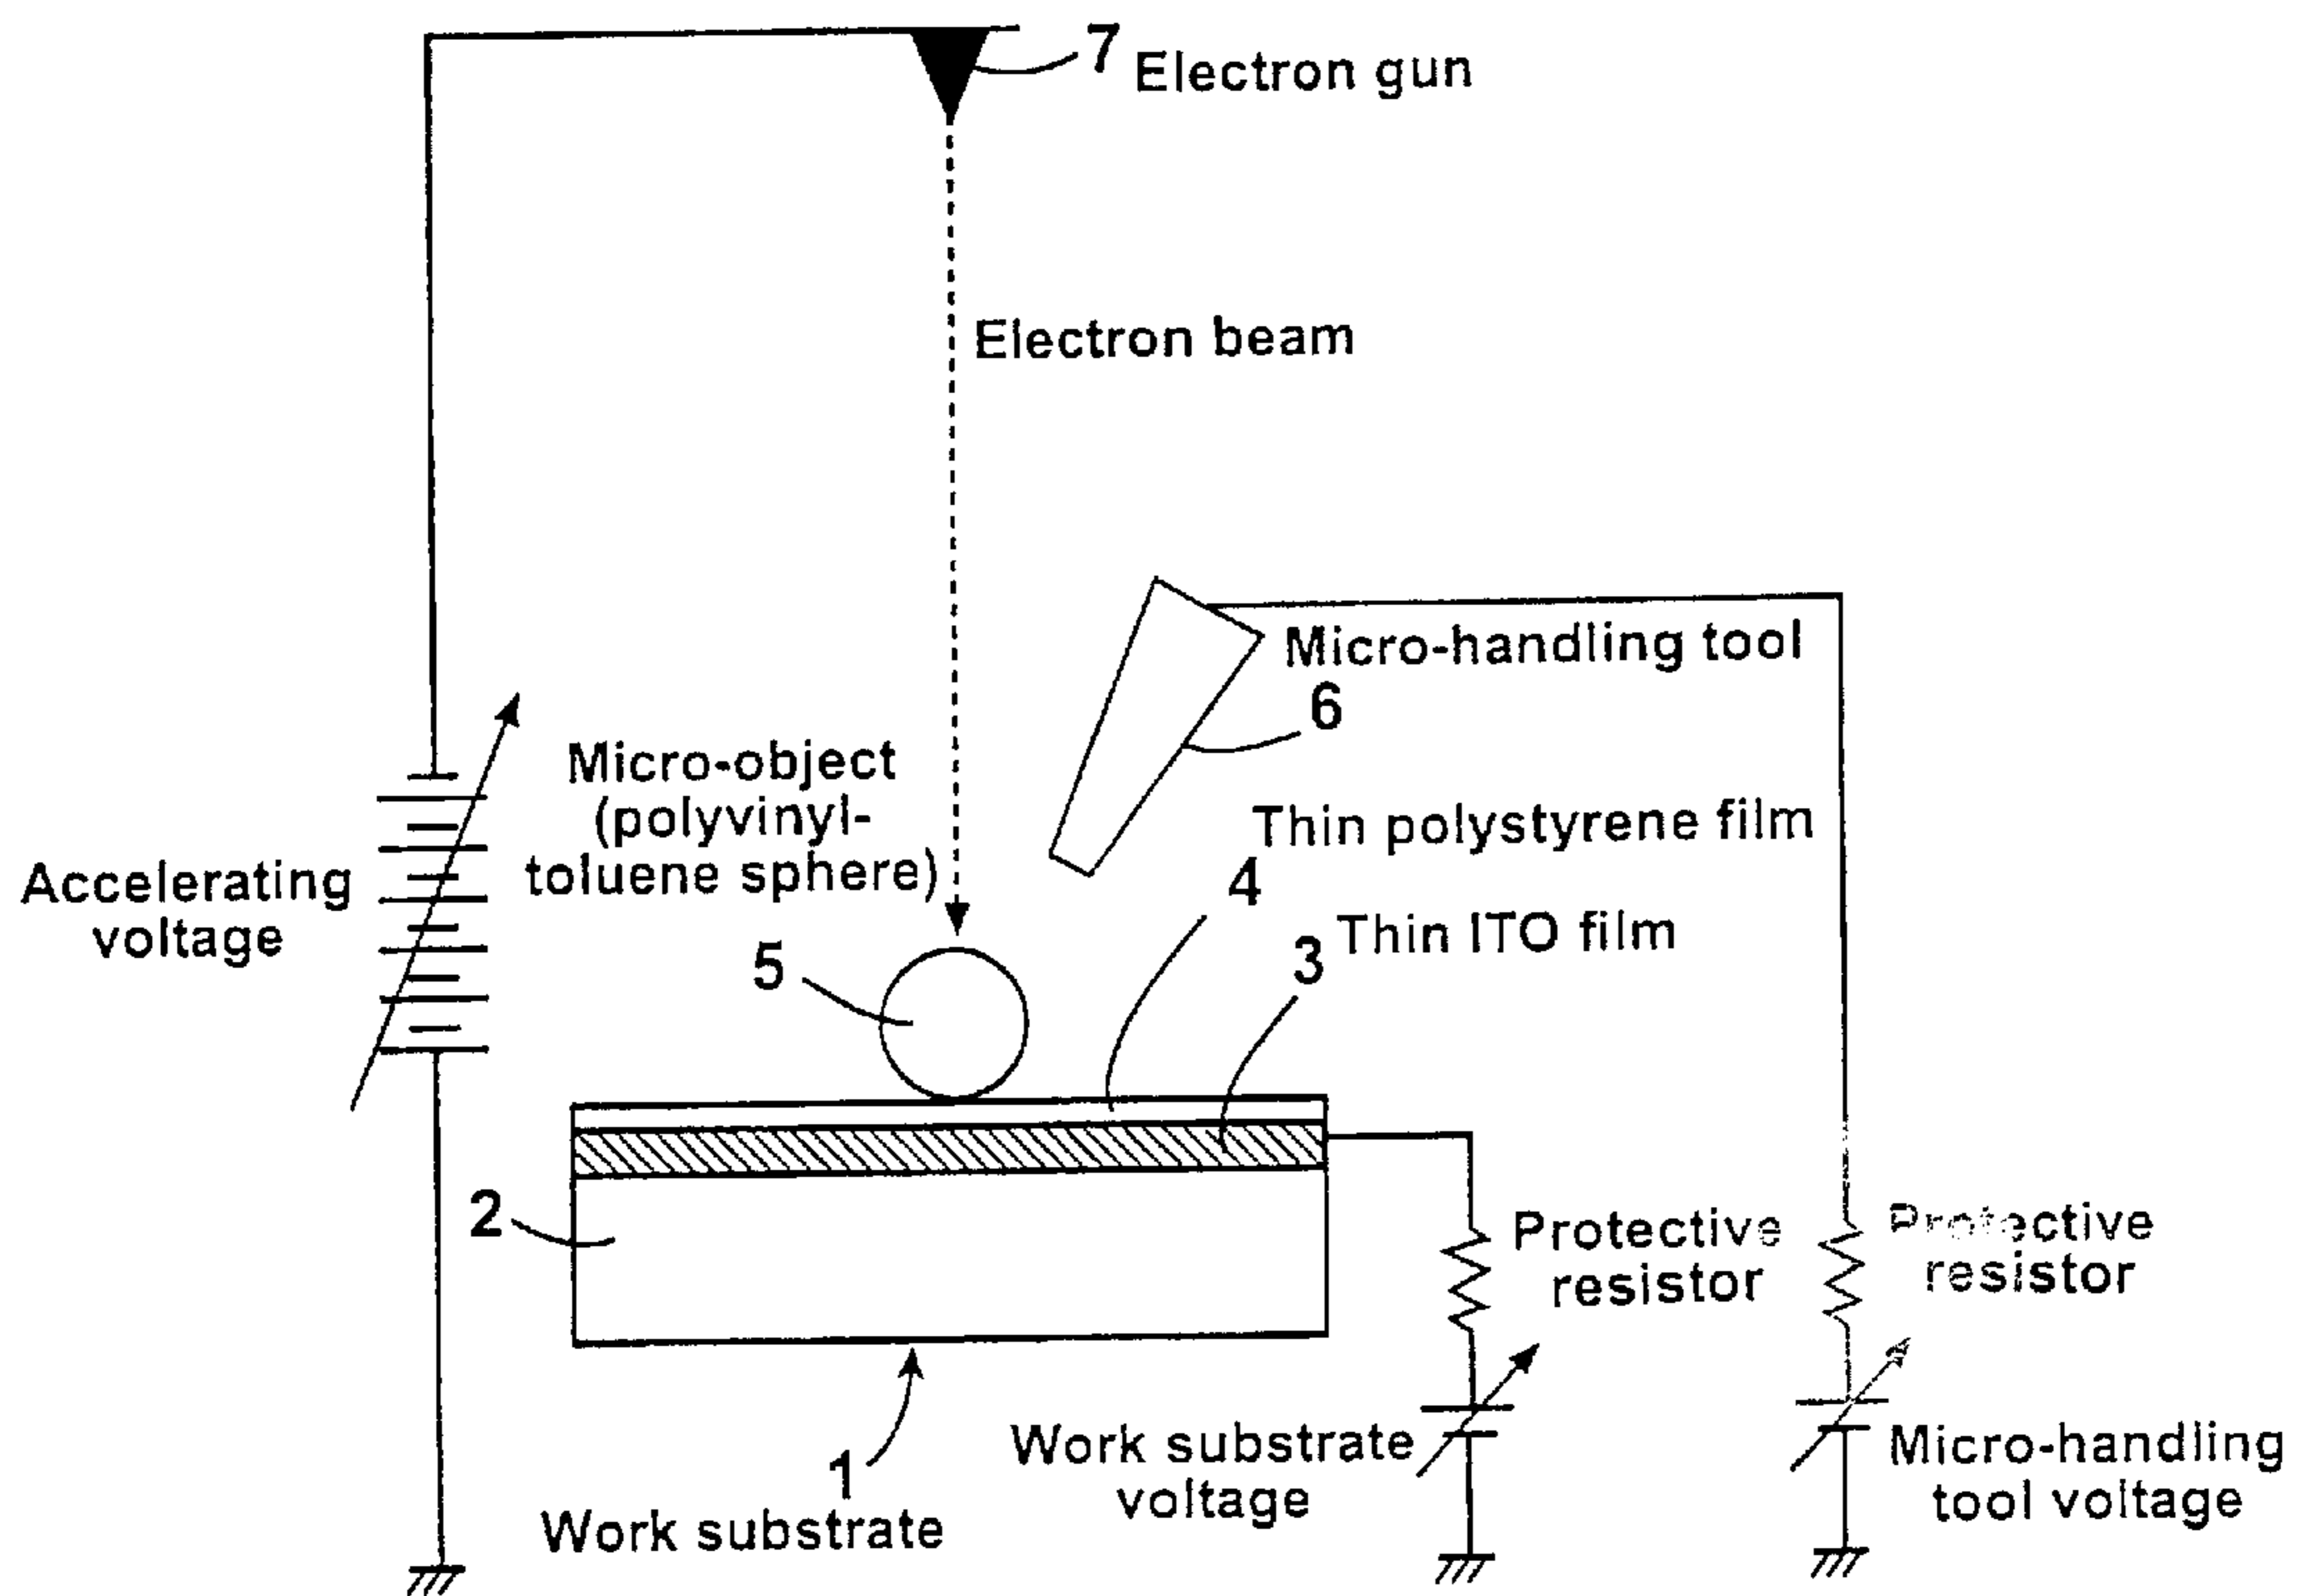 7 Electron gun
Electron beam
Micro-handling tool
6
Micro-object
(polyvinyl-
toluene sphere)
Thin polystyrene film
4
Accelerating
voltage
3 Thin ITO film
5
2
Protective
resistor
Protective
resistor
1
Work substrate
Work substrate
voltage
Micro-handling
tool voltage